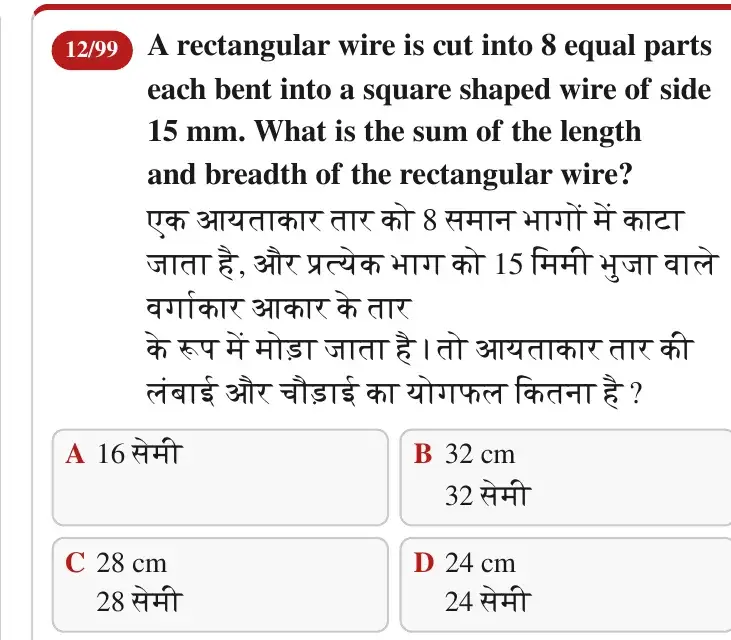 12/99 A rectangular wire is cut into 8 equal parts
each bent into a square shaped wire of side
15 mm. What is the sum of the length
and breadth of the rectangular wire?
एक आयताकार तार को 8 समान भागों में काटा
जाता है, और प्रत्येक भाग को 15 मिमी भुजा वाले
वर्गाकार आकार के तार
के रूप में मोड़ा जाता है। तो आयताकार तार की
लंबाई और चौड़ाई का योगफल कितना है ?
A 16 सेमी
B 32 cm
32 सेमी
C 28 cm
28 सेमी
D 24 cm
24 सेमी